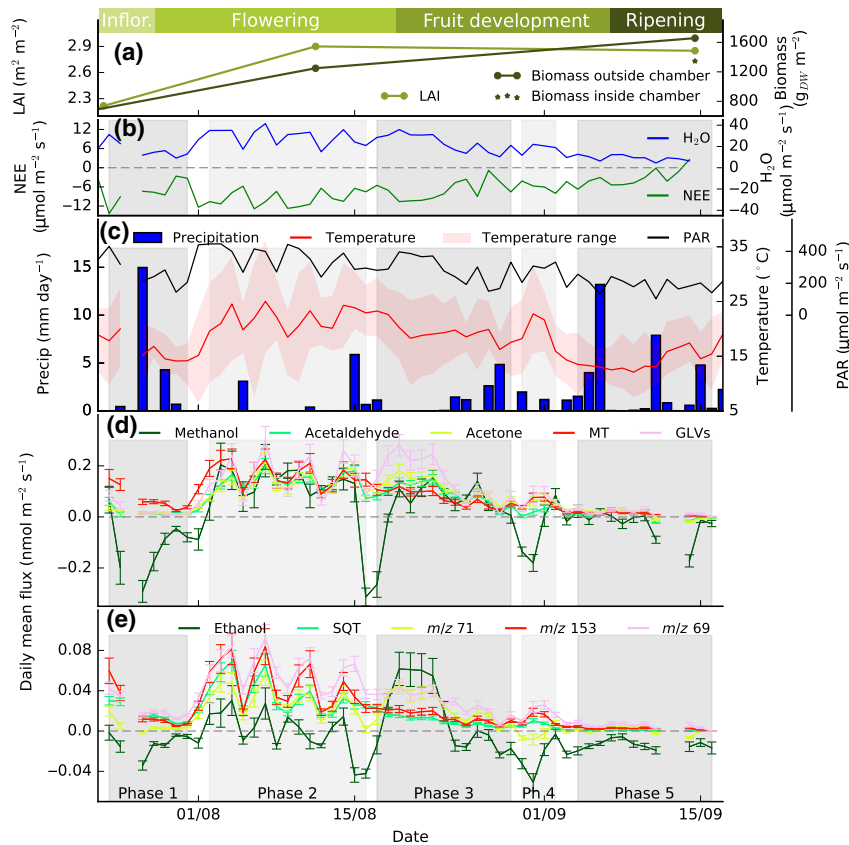 Inflor. Flowering Fruit development Ripening
(a)
LAI (m² m⁻²)
2.9
2.6
2.3
LAI
Biomass outside chamber
Biomass inside chamber
1600
1200
800
Biomass
(g_DW m⁻²)
(b)
NEE
(μmol m⁻² s⁻¹)
12
6
0
−6
−12
H₂O
NEE
40
20
0
−20
−40
H₂O
(μmol m⁻² s⁻¹)
(c)
Precipitation Temperature Temperature range PAR
Precip (mm day⁻¹)
15
10
5
0
35
25
15
5
Temperature (°C)
400
200
0
PAR (μmol m⁻² s⁻¹)
(d)
Methanol Acetaldehyde Acetone MT GLVs
0.2
0.0
−0.2
Daily mean flux (nmol m⁻² s⁻¹)
(e)
Ethanol SQT m/z 71 m/z 153 m/z 69
0.08
0.04
0.0
−0.04
Phase 1 Phase 2 Phase 3 Ph.4 Phase 5
01/08 15/08 01/09 15/09
Date